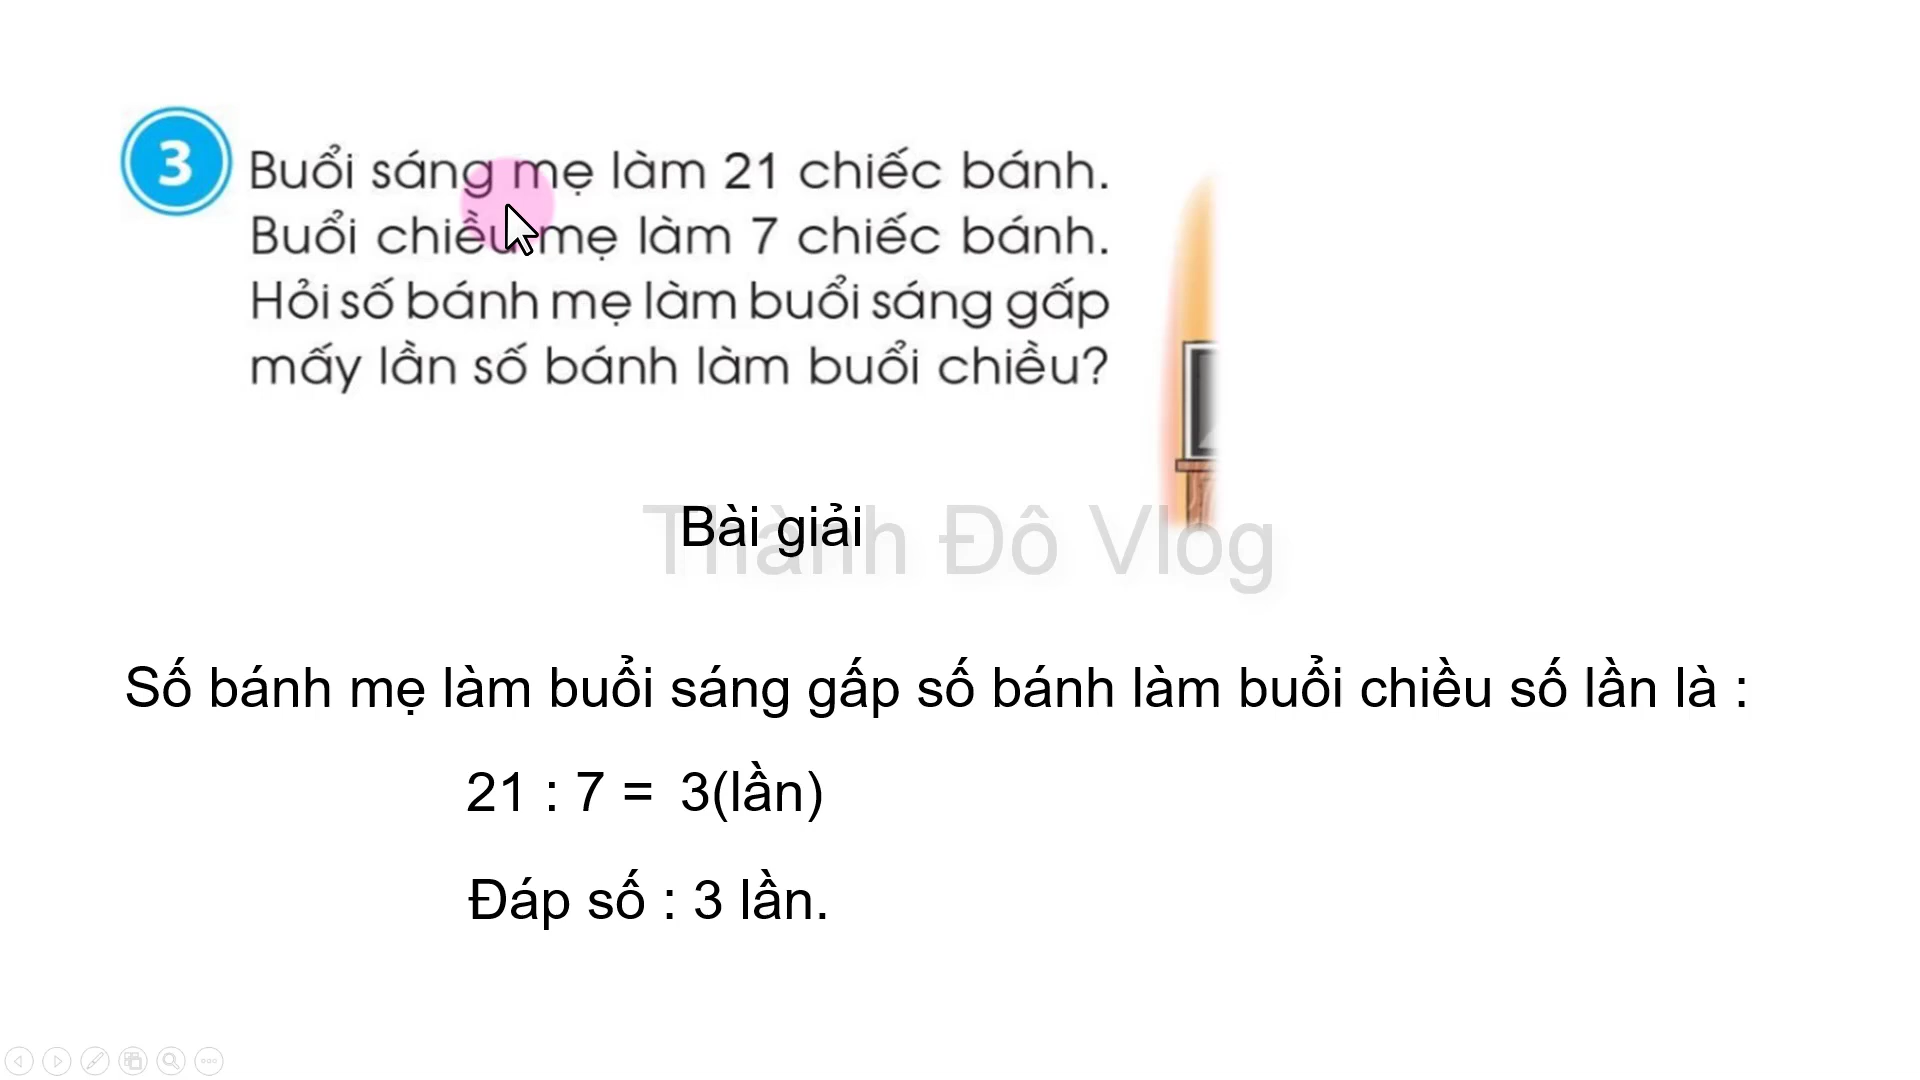 3
Buổi sáng mẹ làm 21 chiếc bánh.
Buổi chiều mẹ làm 7 chiếc bánh.
Hỏi số bánh mẹ làm buổi sáng gấp
mấy lần số bánh làm buổi chiều?
Bài giải
Thành Đô Vlog
Số bánh mẹ làm buổi sáng gấp số bánh làm buổi chiều số lần là :
21 : 7 = 3(lần)
Đáp số : 3 lần.